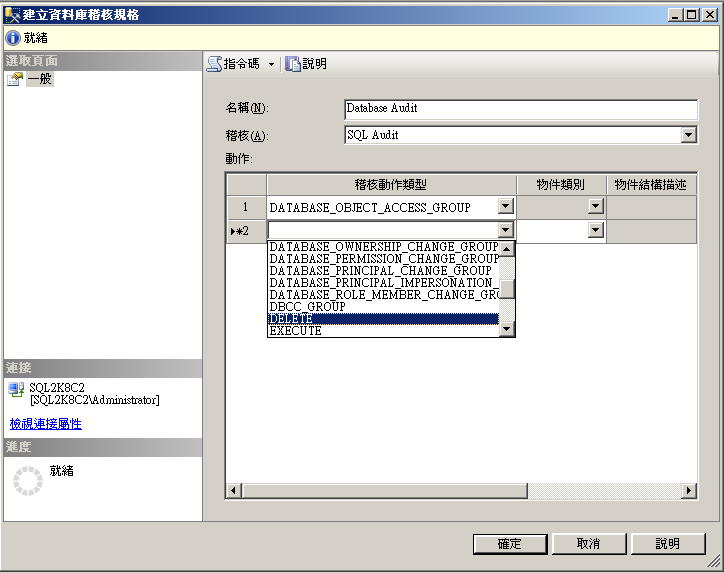 建立資料庫稽核規格
就緒
選取頁面
一般
指令碼
說明
名稱(N):
Database Audit
稽核(A):
SQL Audit
動作:
稽核動作類型
物件類別
物件結構描述
1
DATABASE_OBJECT_ACCESS_GROUP
*2
DATABASE_OWNERSHIP_CHANGE_GROUP
DATABASE_PERMISSION_CHANGE_GROUP
DATABASE_PRINCIPAL_CHANGE_GROUP
DATABASE_PRINCIPAL_IMPERSONATION_
DATABASE_ROLE_MEMBER_CHANGE_GRO
DBCC_GROUP
DELETE
EXECUTE
連接
SQL2K8C2
[SQL2K8C2\Administrator]
檢視連接屬性
進度
就緒
確定
取消
說明